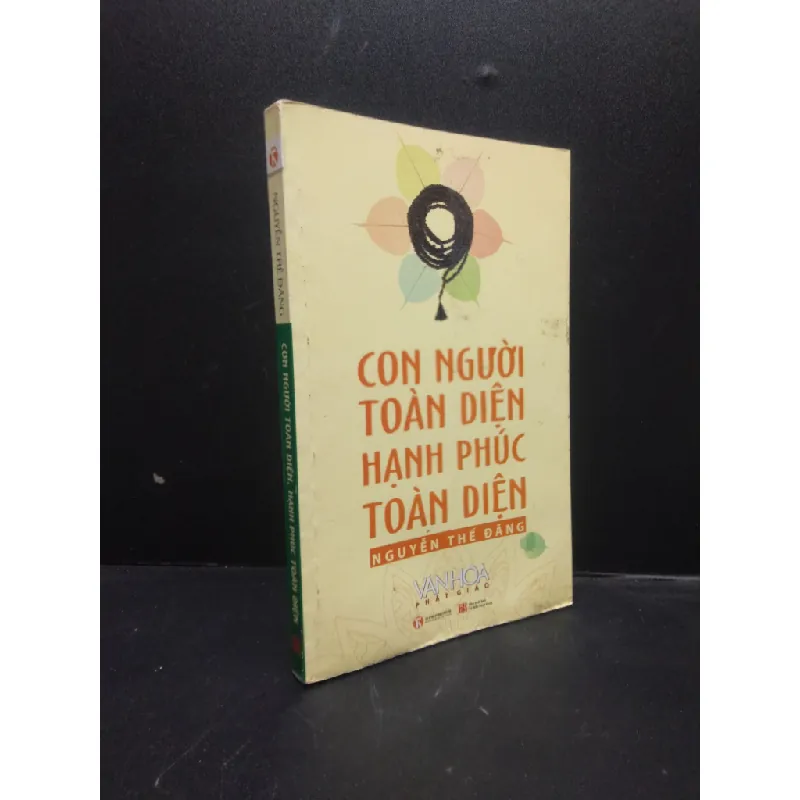 CON NGƯỜI
TOÀN DIỆN
HẠNH PHÚC
TOÀN DIỆN
NGUYỄN THẾ ĐĂNG
VĂN HÓA
PHẬT GIÁO
NGUYỄN THẾ ĐĂNG
CON NGƯỜI TOÀN DIỆN, HẠNH PHÚC TOÀN DIỆN